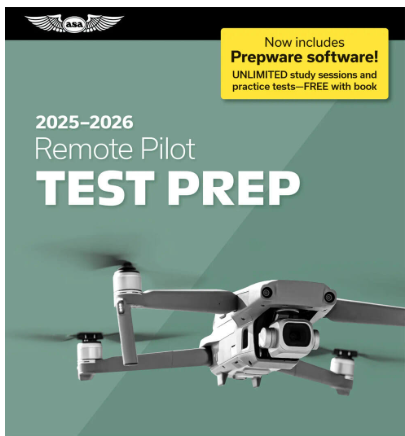 asa
Now includes
Prepware software!
UNLIMITED study sessions and
practice tests—FREE with book
2025–2026
Remote Pilot
TEST PREP